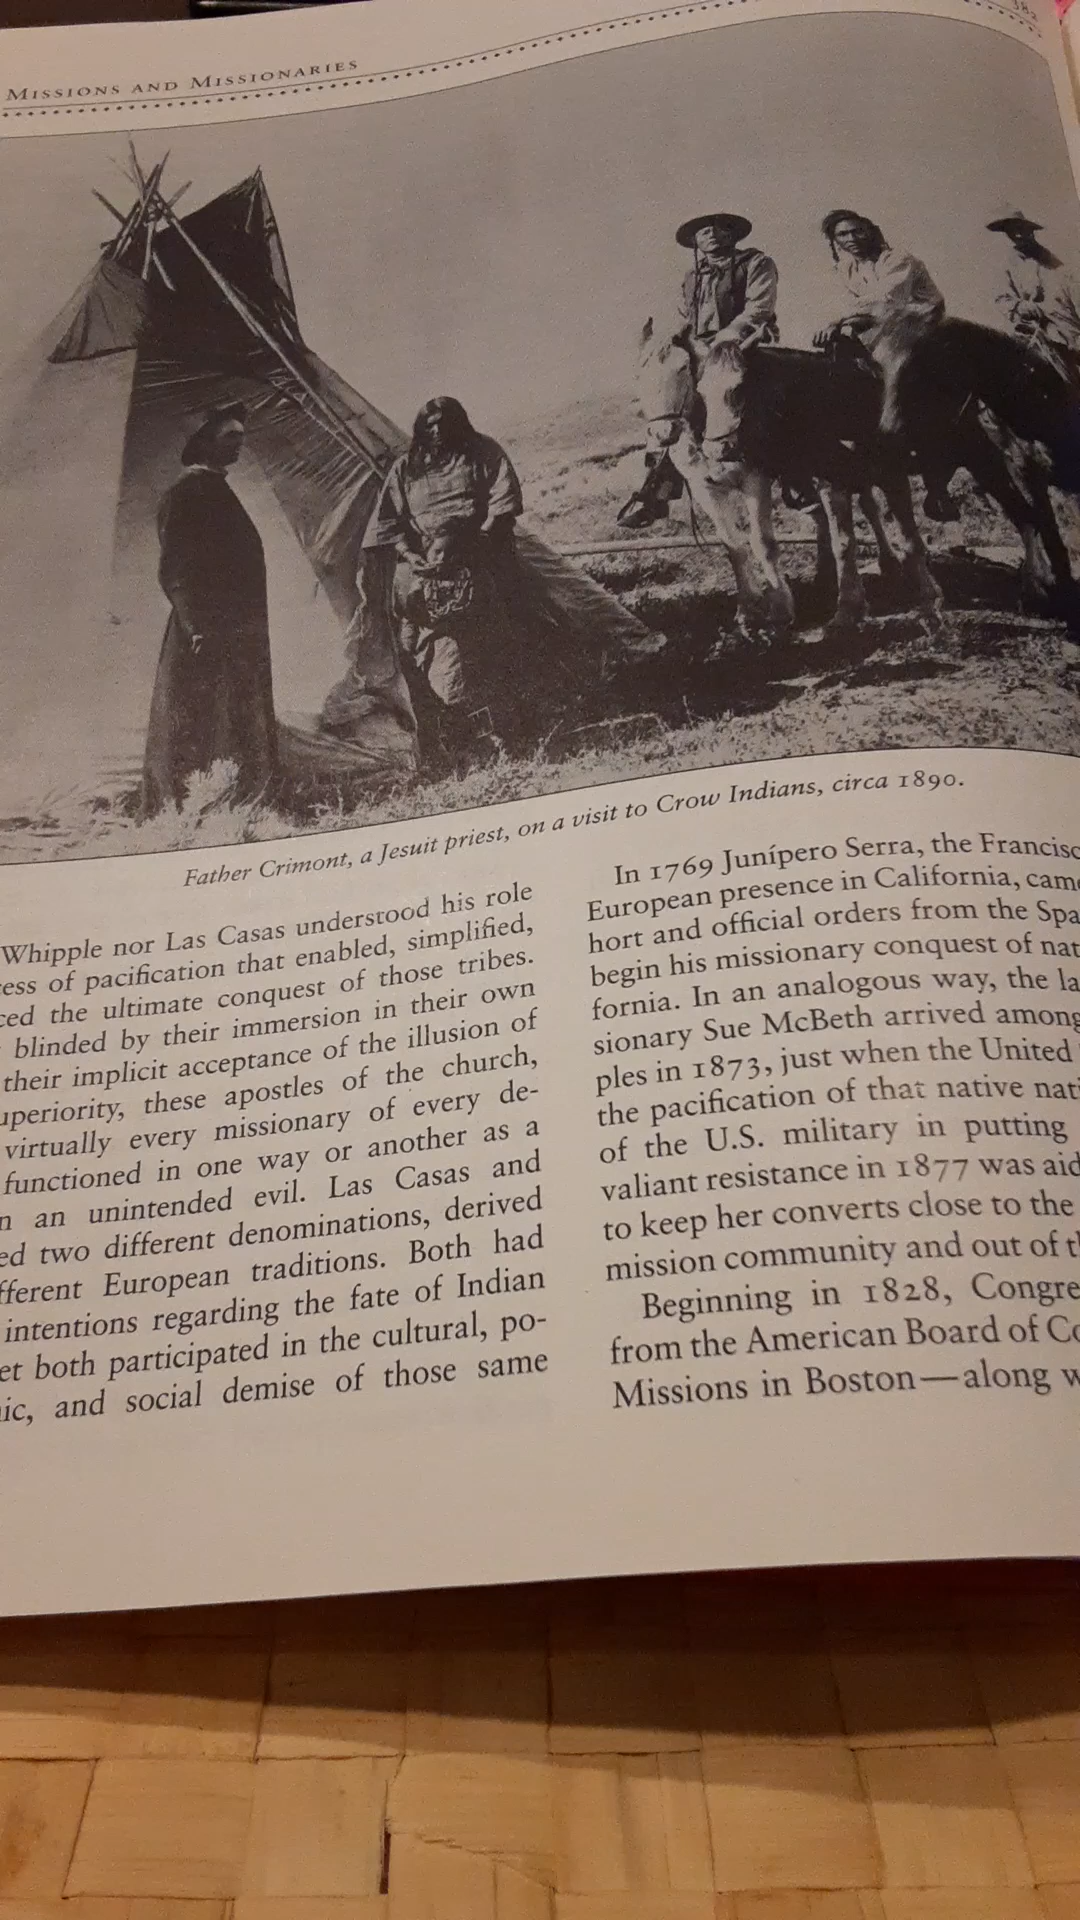 MISSIONS AND MISSIONARIES
382
Father Crimont, a Jesuit priest, on a visit to Crow Indians, circa 1890.
Whipple nor Las Casas understood his role
ess of pacification that enabled, simplified,
ced the ultimate conquest of those tribes.
blinded by their immersion in their own
their implicit acceptance of the illusion of
uperiority, these apostles of the church,
virtually every missionary of every de-
functioned in one way or another as a
n an unintended evil. Las Casas and
ed two different denominations, derived
fferent European traditions. Both had
intentions regarding the fate of Indian
et both participated in the cultural, po-
ic, and social demise of those same
In 1769 Junípero Serra, the Francisc
European presence in California, came
hort and official orders from the Spa
begin his missionary conquest of nat
fornia. In an analogous way, the la
sionary Sue McBeth arrived among
ples in 1873, just when the United
the pacification of that native nati
of the U.S. military in putting
valiant resistance in 1877 was aid
to keep her converts close to the
mission community and out of th
Beginning in 1828, Congre
from the American Board of Co
Missions in Boston—along w